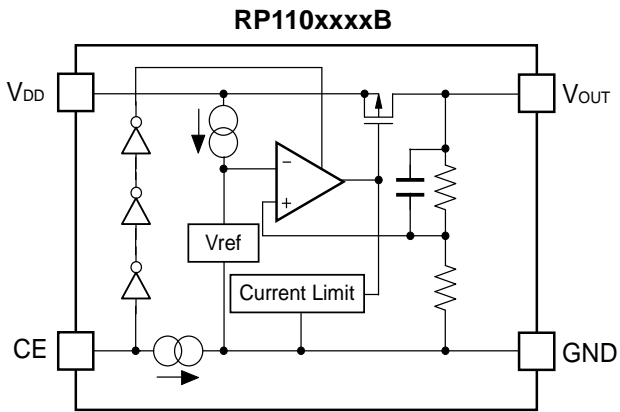 RP110xxxxB
VDD
VOUT
−
+
Vref
Current Limit
CE
GND